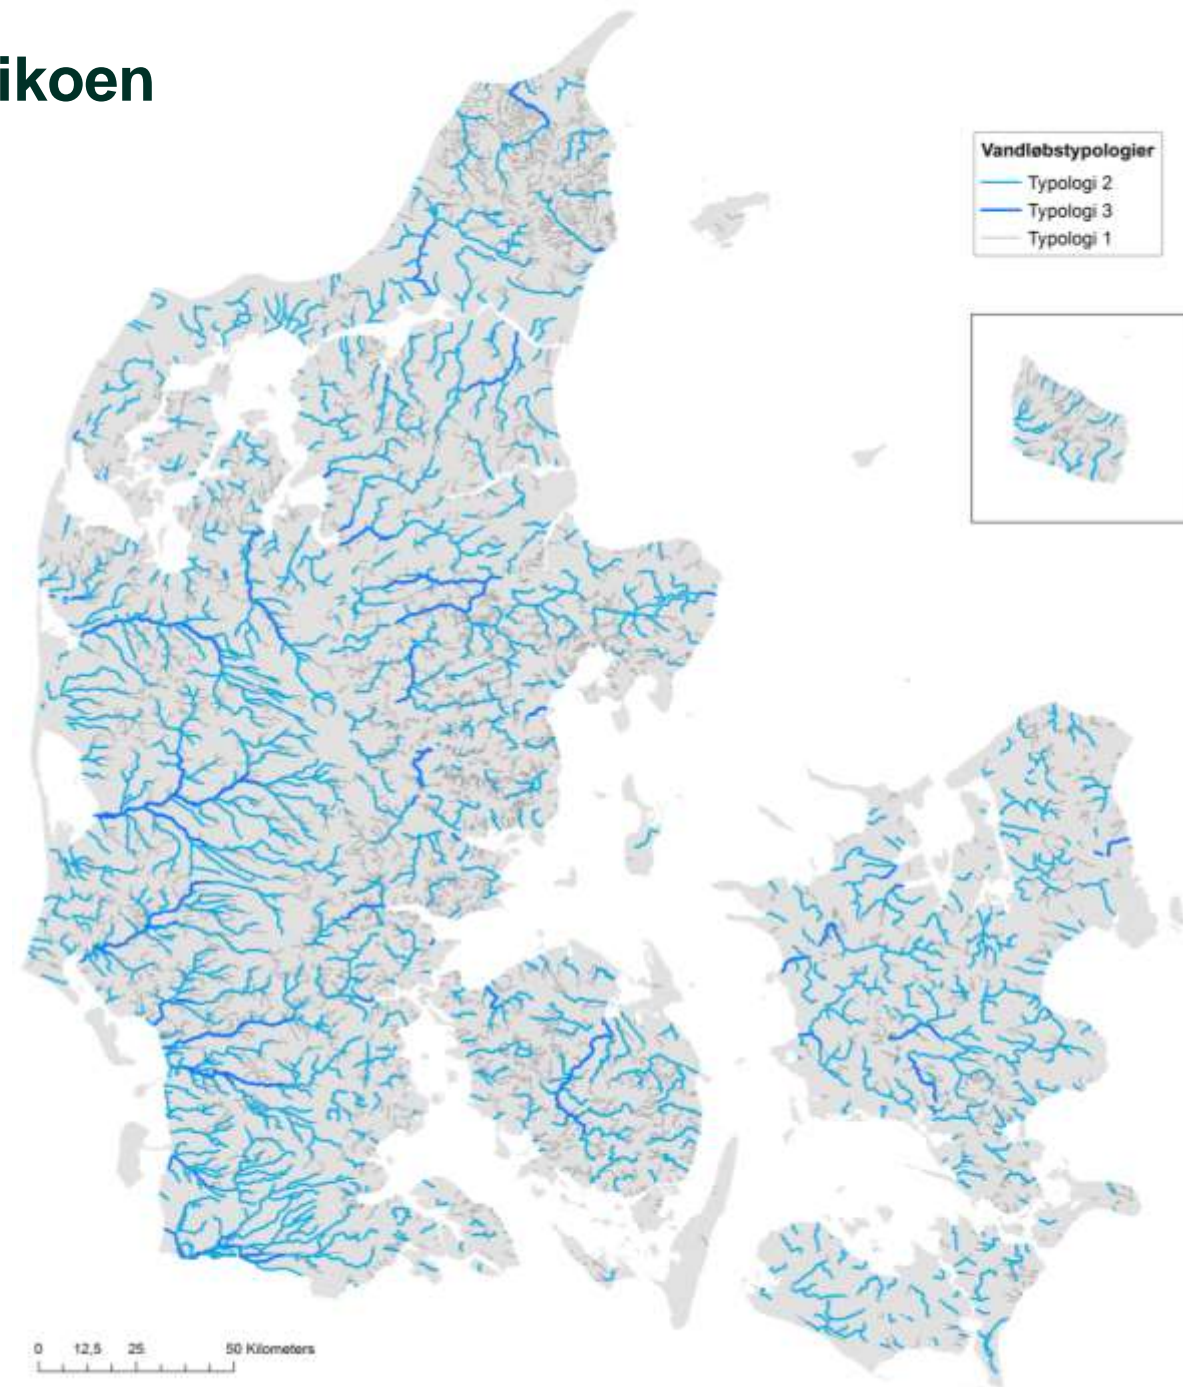 ikoen
Vandløbstypologier
Typologi 2
Typologi 3
Typologi 1
0 12,5 25 50 Kilometers